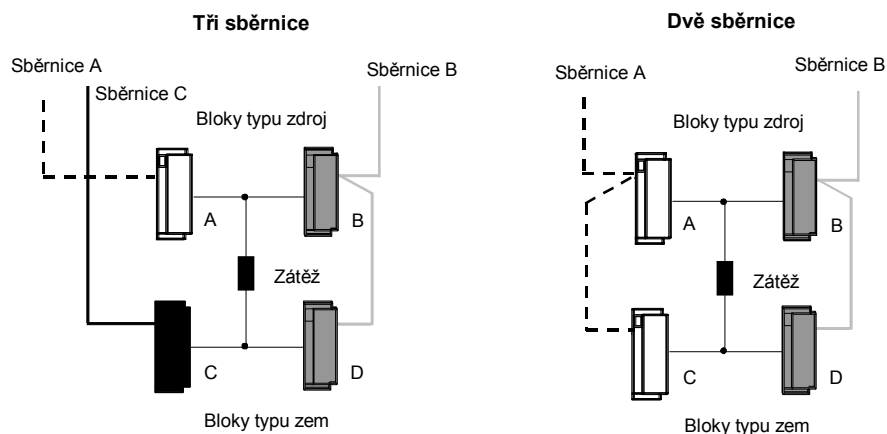 Tři sběrnice
Sběrnice A
Sběrnice C
Sběrnice B
Bloky typu zdroj
A
B
Zátěž
C
D
Bloky typu zem
Dvě sběrnice
Sběrnice A
Sběrnice B
Bloky typu zdroj
A
B
Zátěž
C
D
Bloky typu zem